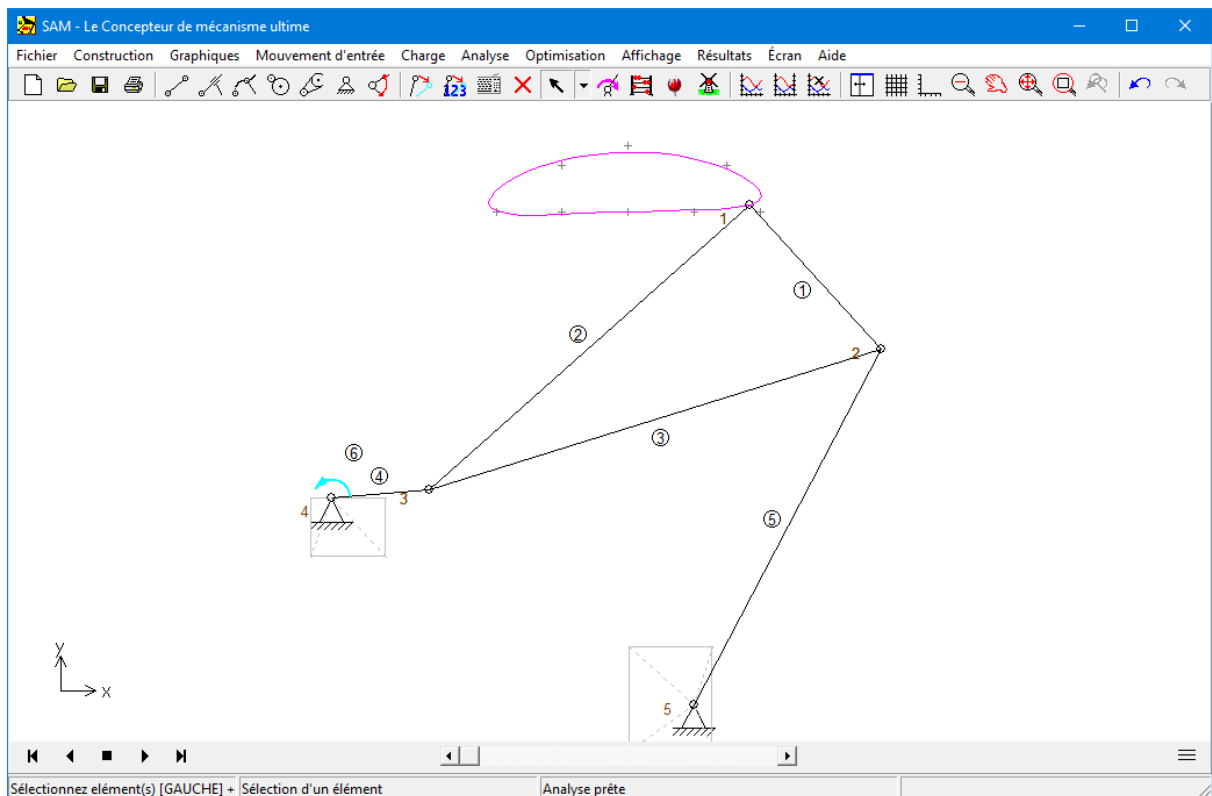 SAM - Le Concepteur de mécanisme ultime
Fichier Construction Graphiques Mouvement d'entrée Charge Analyse Optimisation Affichage Résultats Écran Aide
123
1
1
2
2
3
6
4
3
4
5
5
y
x
Sélectionnez elément(s) [GAUCHE] + Sélection d'un élément Analyse prête